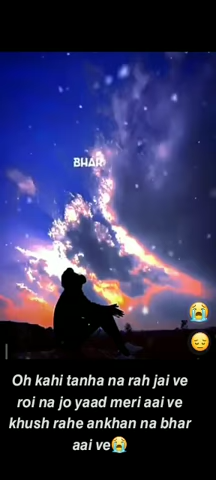 BHAR
Oh kahi tanha na rah jai ve
roi na jo yaad meri aai ve
khush rahe ankhan na bhar
aai ve😭